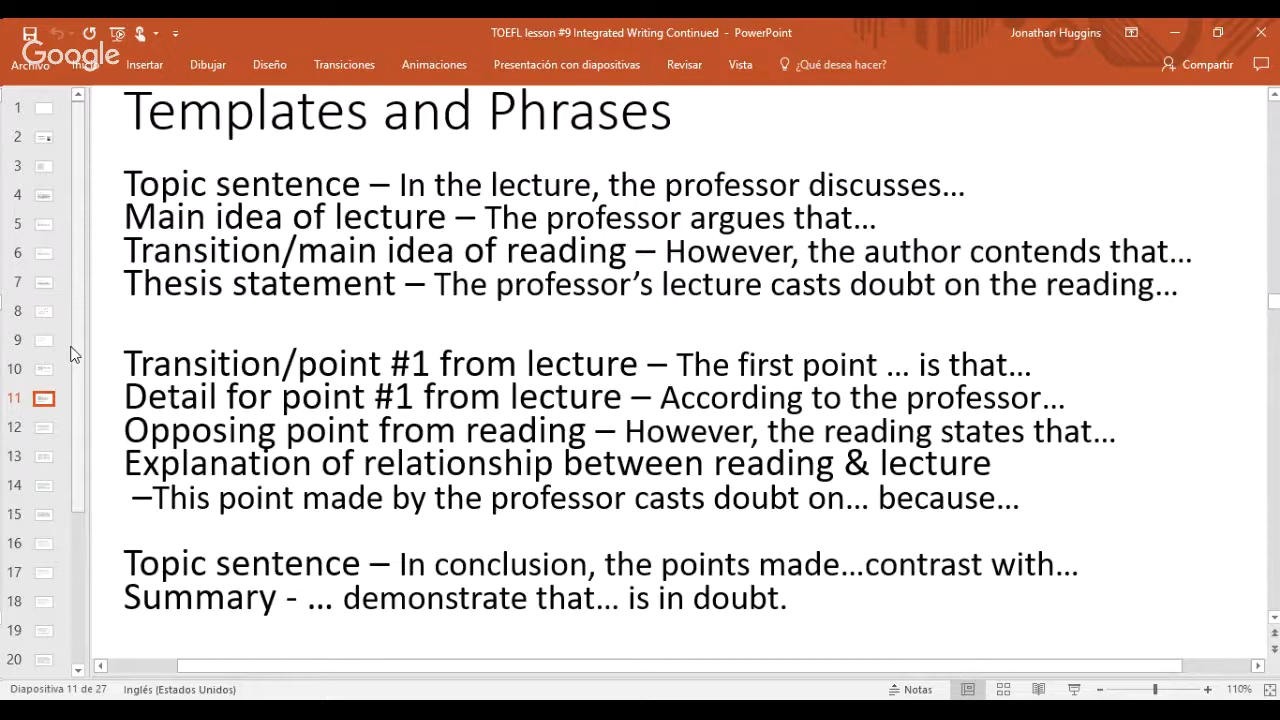 TOEFL lesson #9 Integrated Writing Continued - PowerPoint
Jonathan Huggins
Google
Archivo
Insertar
Dibujar
Diseño
Transiciones
Animaciones
Presentación con diapositivas
Revisar
Vista
¿Qué desea hacer?
Compartir
Templates and Phrases
Topic sentence – In the lecture, the professor discusses…
Main idea of lecture – The professor argues that…
Transition/main idea of reading – However, the author contends that…
Thesis statement – The professor’s lecture casts doubt on the reading…
Transition/point #1 from lecture – The first point … is that…
Detail for point #1 from lecture – According to the professor…
Opposing point from reading – However, the reading states that…
Explanation of relationship between reading & lecture
–This point made by the professor casts doubt on… because…
Topic sentence – In conclusion, the points made…contrast with…
Summary - … demonstrate that… is in doubt.
1
2
3
4
5
6
7
8
9
10
11
12
13
14
15
16
17
18
19
20
Diapositiva 11 de 27
Inglés (Estados Unidos)
Notas
110%